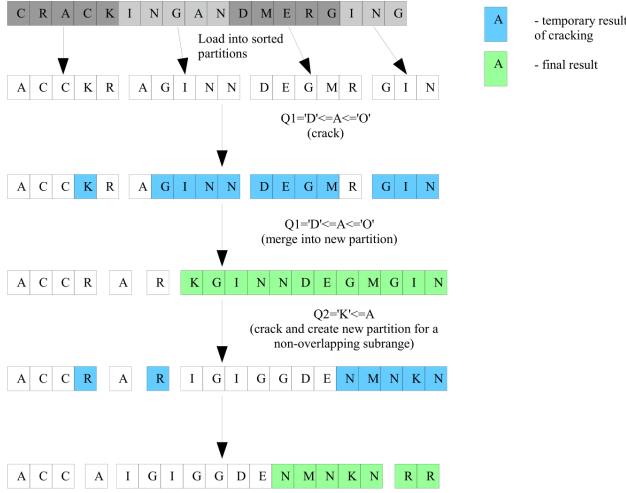 C R A C K I N G A N D M E R G I N G
A - temporary result
of cracking
Load into sorted
partitions
A - final result
A C C K R A G I N N D E G M R G I N
Q1='D'<=A<='O'
(crack)
A C C K R A G I N N D E G M R G I N
Q1='D'<=A<='O'
(merge into new partition)
A C C R A R K G I N N D E G M G I N
Q2='K'<=A
(crack and create new partition for a
non-overlapping subrange)
A C C R A R I G I G G D E N M N K N
A C C A I G I G G D E N M N K N R R